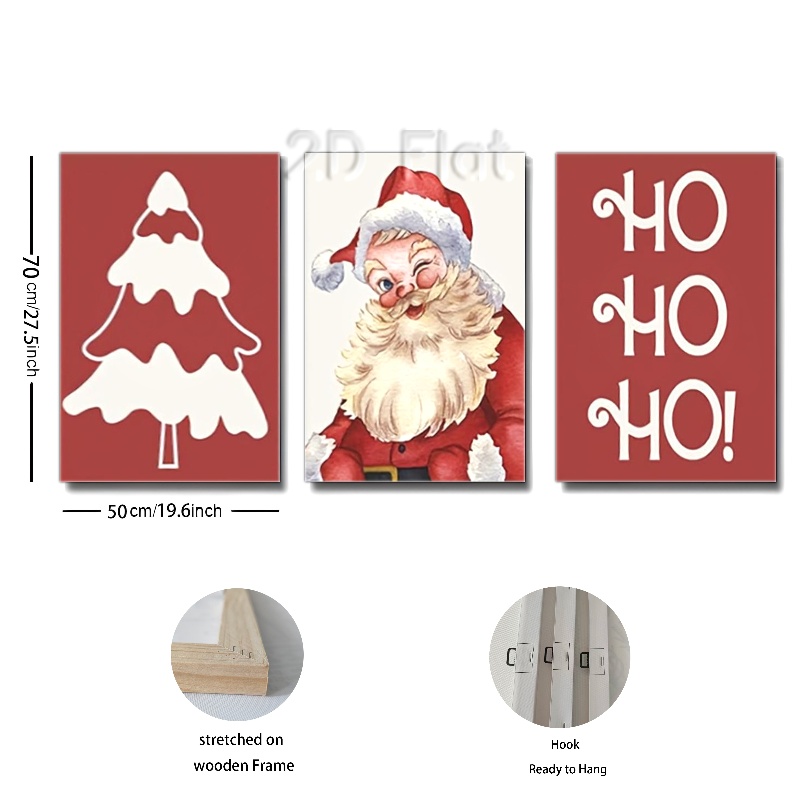 2D Flat
HO
HO
HO!
70 cm/27.5inch
50cm/19.6inch
stretched on
wooden Frame
Hook
Ready to Hang